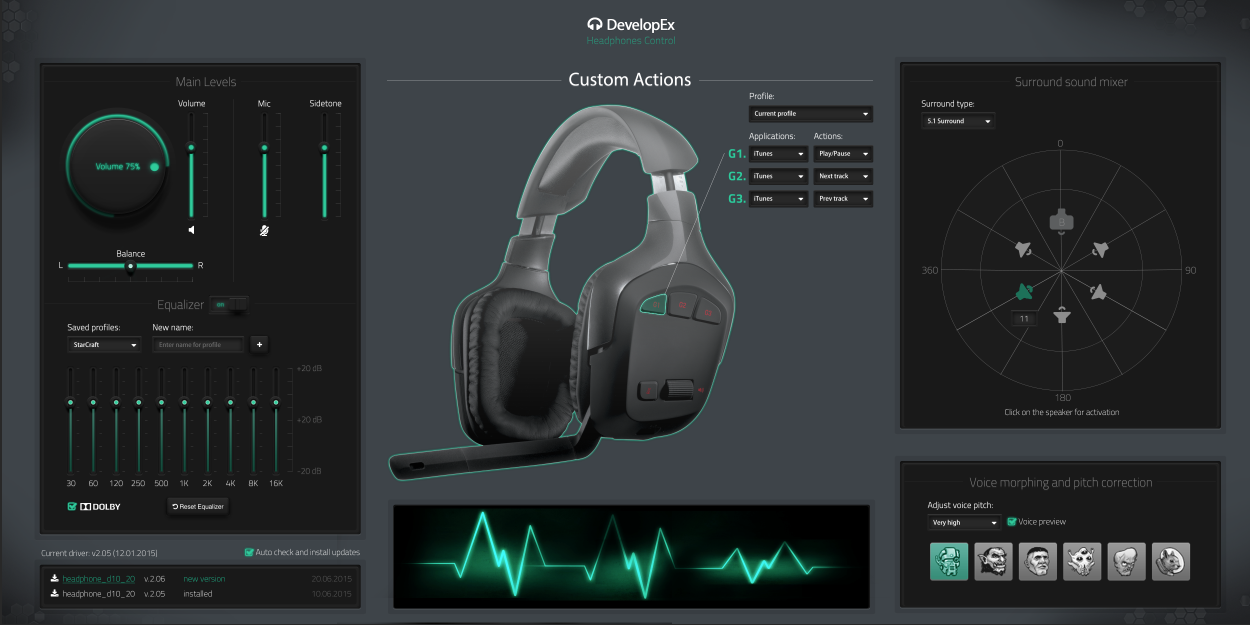 DevelopEx
Headphones Control
Main Levels
Volume
Mic
Sidetone
Volume 75%
Balance
L
R
Equalizer
on
Saved profiles:
New name:
StarCraft
Enter name for profile
+
+20 dB
+20 dB
-20 dB
30 60 120 250 500 1K 2K 4K 8K 16K
DOLBY
Reset Equalizer
Current driver: v2.05 (12.01.2015)
Auto check and install updates
headphone_d10_20 v.2.06 new version 20.06.2015
headphone_d10_20 v.2.05 installed 10.06.2015
Custom Actions
Profile:
Current profile
Applications: Actions:
G1. iTunes Play/Pause
G2. iTunes Next track
G3. iTunes Prev track
Surround sound mixer
Surround type:
5.1 Surround
0
360
90
11
180
Click on the speaker for activation
Voice morphing and pitch correction
Adjust voice pitch:
Very high
Voice preview